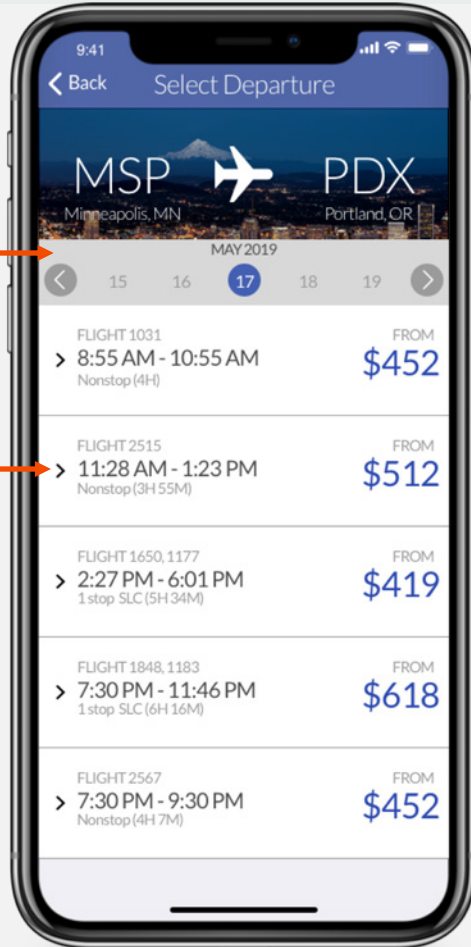 9:41
Back Select Departure
MSP PDX
Minneapolis, MN Portland, OR
MAY 2019
15 16 17 18 19
FLIGHT 1031 FROM
8:55 AM - 10:55 AM $452
Nonstop (4H)
FLIGHT 2515 FROM
11:28 AM - 1:23 PM $512
Nonstop (3H 55M)
FLIGHT 1650, 1177 FROM
2:27 PM - 6:01 PM $419
1 stop SLC (5H 34M)
FLIGHT 1848, 1183 FROM
7:30 PM - 11:46 PM $618
1 stop SLC (6H 16M)
FLIGHT 2567 FROM
7:30 PM - 9:30 PM $452
Nonstop (4H 7M)